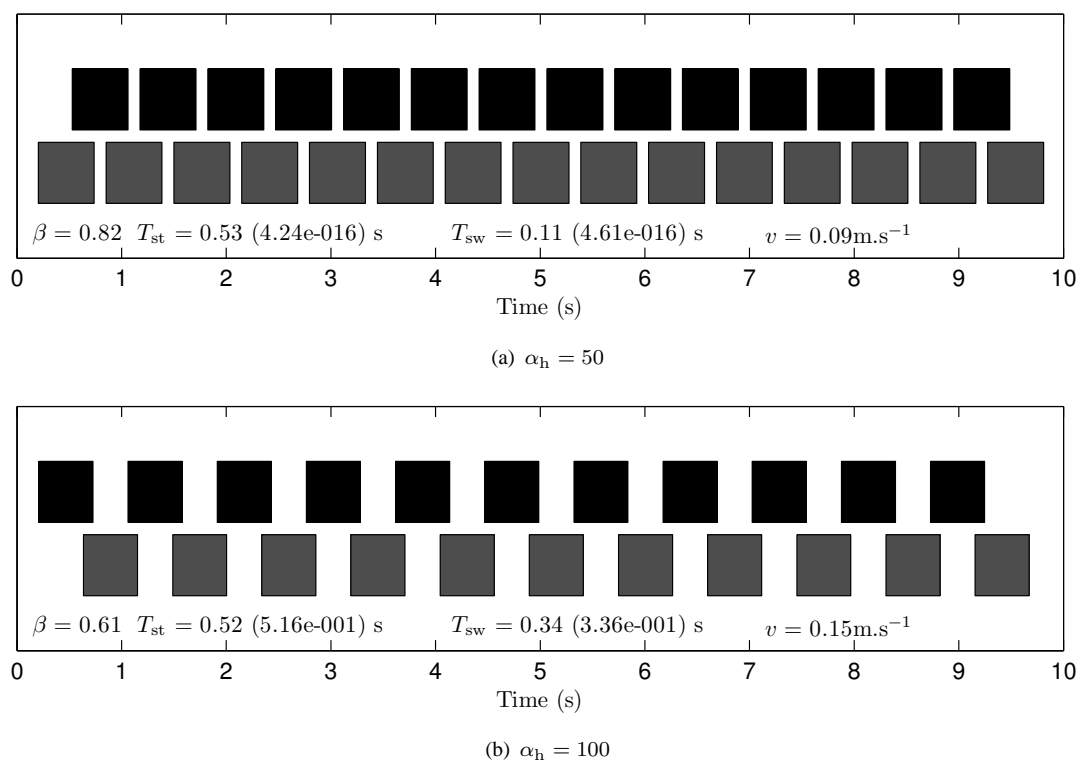 β = 0.82 T_st = 0.53 (4.24e-016) s T_sw = 0.11 (4.61e-016) s v = 0.09m.s⁻¹
0 1 2 3 4 5 6 7 8 9 10
Time (s)
(a) α_h = 50
β = 0.61 T_st = 0.52 (5.16e-001) s T_sw = 0.34 (3.36e-001) s v = 0.15m.s⁻¹
0 1 2 3 4 5 6 7 8 9 10
Time (s)
(b) α_h = 100